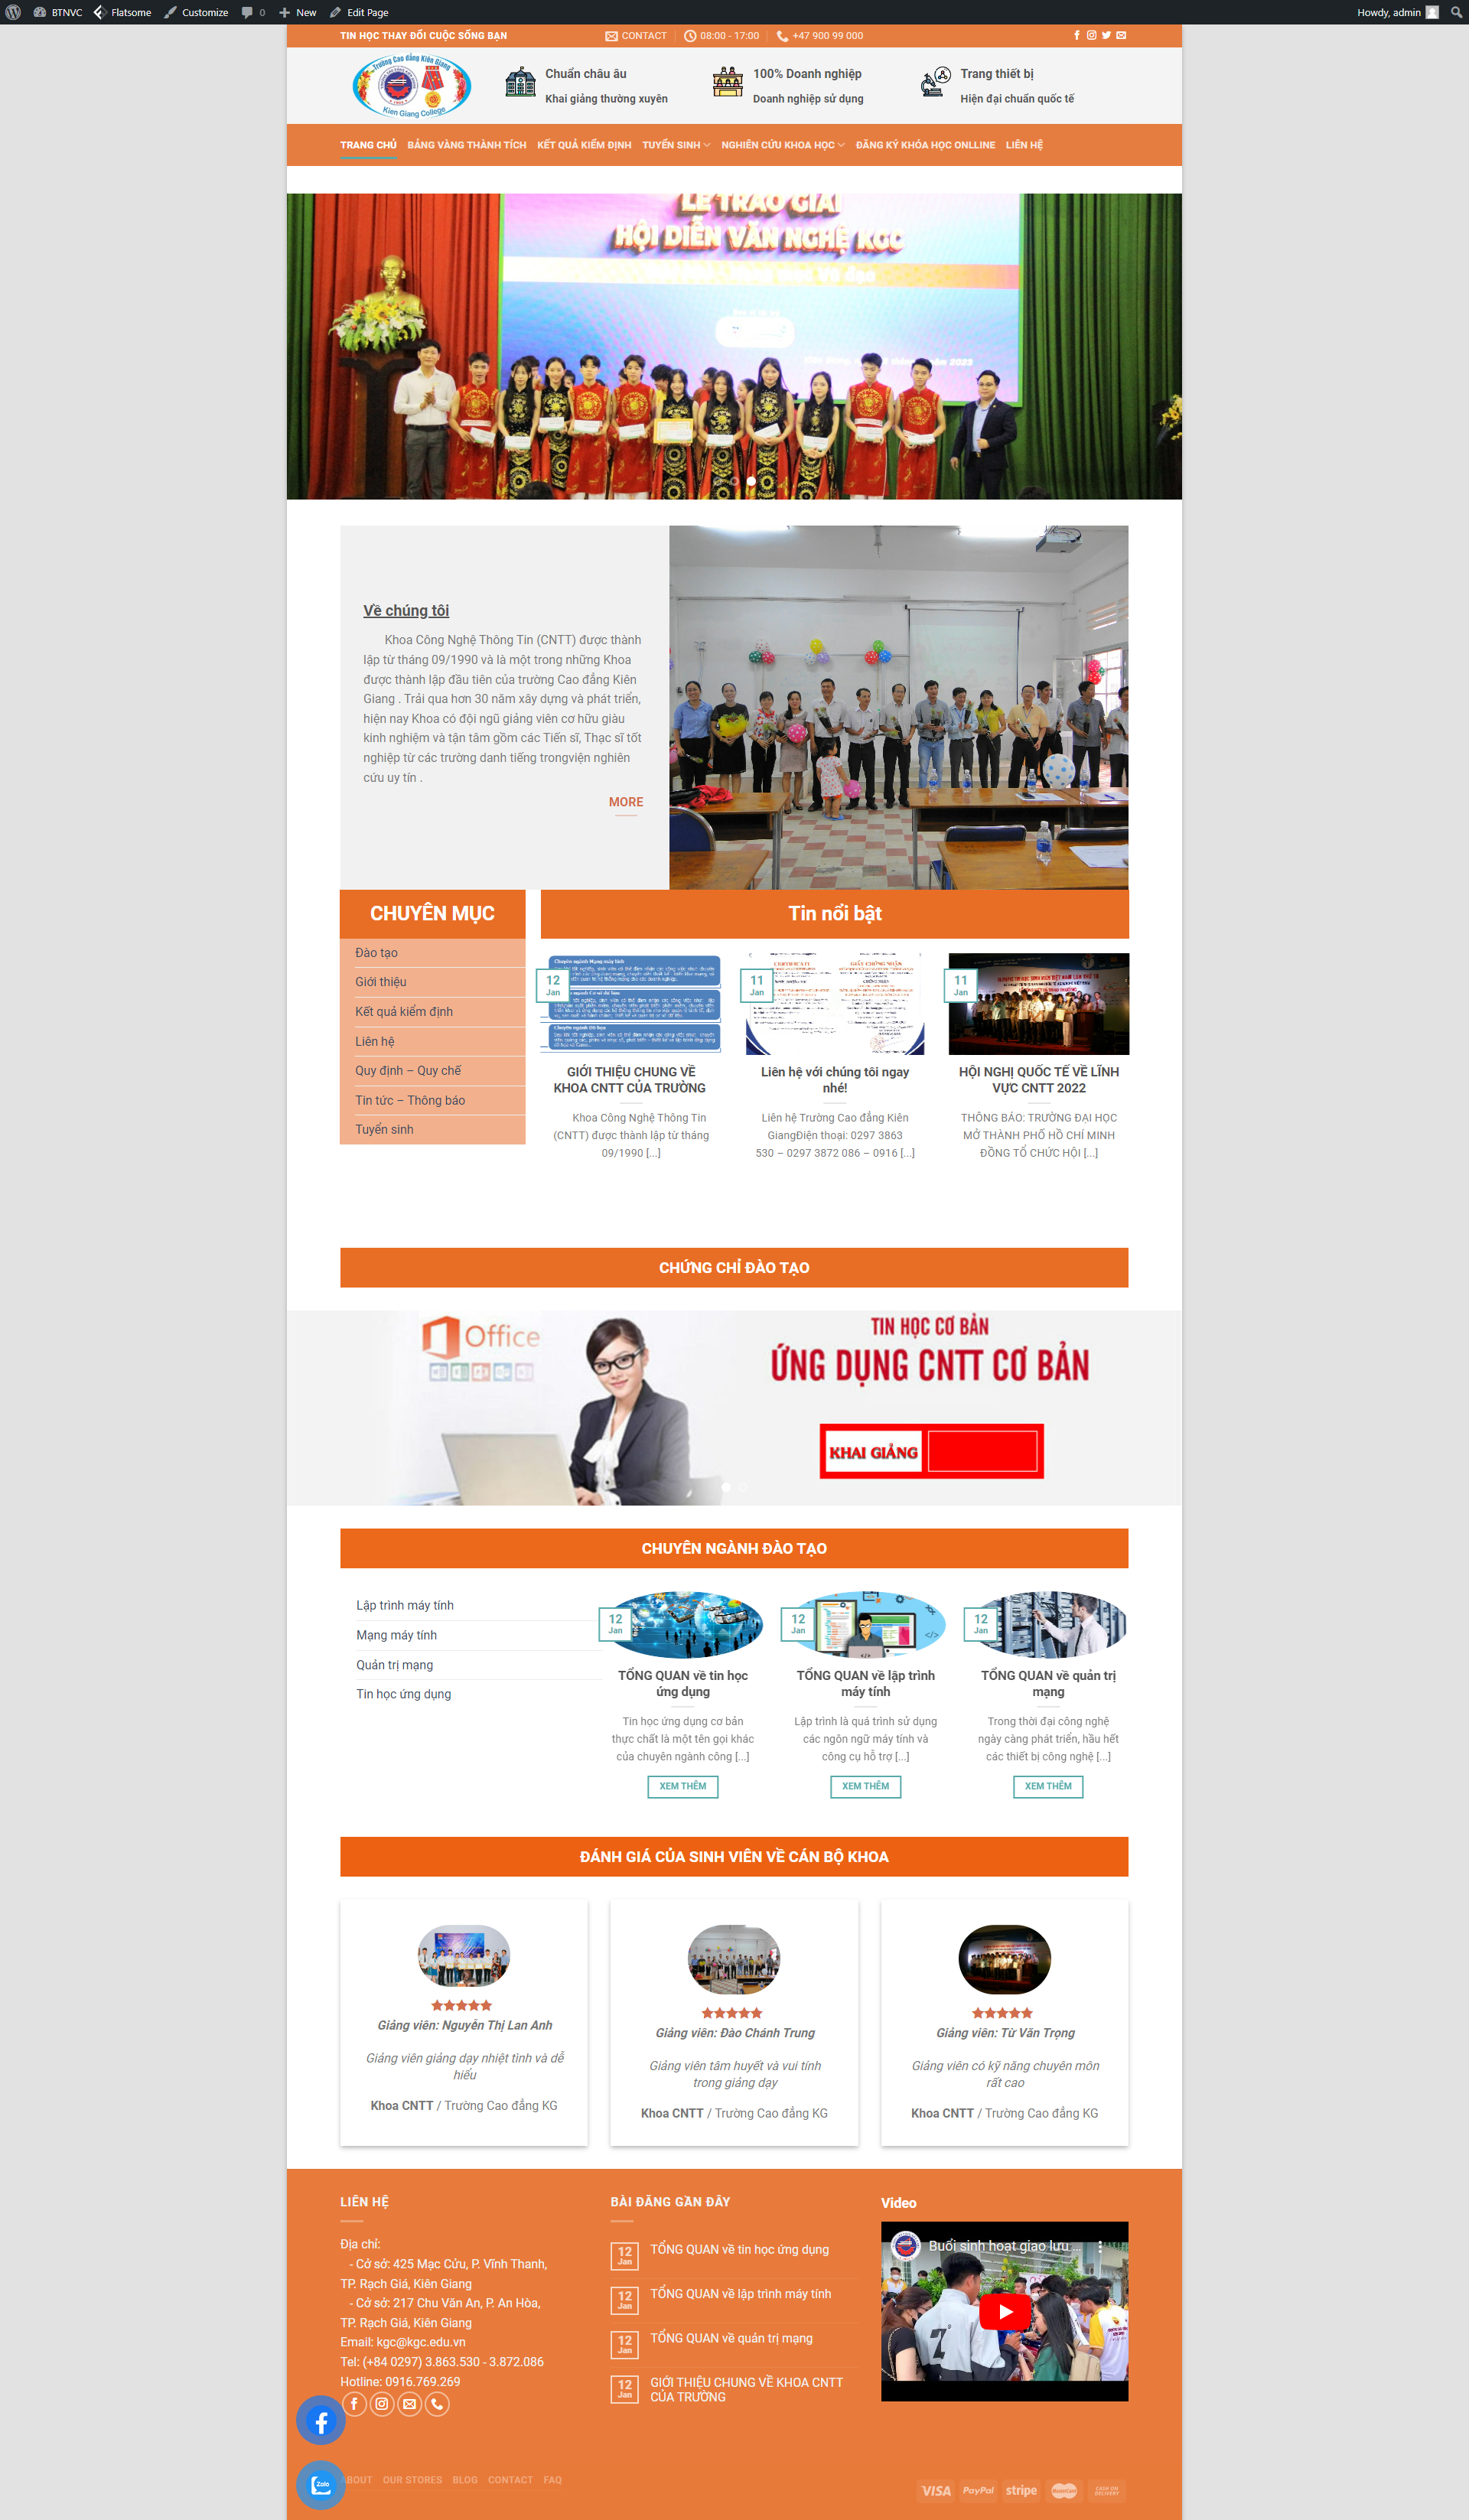 BTNVC Flatsome Customize 0 New Edit Page Howdy, admin
TIN HỌC THAY ĐỔI CUỘC SỐNG BẠN CONTACT 08:00 - 17:00 +47 900 99 000
Trường Cao đẳng Kiên Giang
Kien Giang College
Chuẩn châu âu
Khai giảng thường xuyên
100% Doanh nghiệp
Doanh nghiệp sử dụng
Trang thiết bị
Hiện đại chuẩn quốc tế
TRANG CHỦ BẢNG VÀNG THÀNH TÍCH KẾT QUẢ KIỂM ĐỊNH TUYỂN SINH NGHIÊN CỨU KHOA HỌC ĐĂNG KÝ KHÓA HỌC ONLLINE LIÊN HỆ
LỄ TRAO GIẢI
HỘI DIỄN VĂN NGHỆ KGC
Về chúng tôi
Khoa Công Nghệ Thông Tin (CNTT) được thành
lập từ tháng 09/1990 và là một trong những Khoa
được thành lập đầu tiên của trường Cao đẳng Kiên
Giang . Trải qua hơn 30 năm xây dựng và phát triển,
hiện nay Khoa có đội ngũ giảng viên cơ hữu giàu
kinh nghiệm và tận tâm gồm các Tiến sĩ, Thạc sĩ tốt
nghiệp từ các trường danh tiếng trongviện nghiên
cứu uy tín .
MORE
CHUYÊN MỤC
Đào tạo
Giới thiệu
Kết quả kiểm định
Liên hệ
Quy định – Quy chế
Tin tức – Thông báo
Tuyển sinh
Tin nổi bật
12
Jan
GIỚI THIỆU CHUNG VỀ
KHOA CNTT CỦA TRƯỜNG
Khoa Công Nghệ Thông Tin
(CNTT) được thành lập từ tháng
09/1990 [...]
11
Jan
GIẤY CHỨNG NHẬN
Liên hệ với chúng tôi ngay
nhé!
Liên hệ Trường Cao đẳng Kiên
GiangĐiện thoại: 0297 3863
530 – 0297 3872 086 – 0916 [...]
11
Jan
HỘI NGHỊ QUỐC TẾ VỀ LĨNH
VỰC CNTT 2022
THÔNG BÁO: TRƯỜNG ĐẠI HỌC
MỞ THÀNH PHỐ HỒ CHÍ MINH
ĐỒNG TỔ CHỨC HỘI [...]
CHỨNG CHỈ ĐÀO TẠO
Office
TIN HỌC CƠ BẢN
ỨNG DỤNG CNTT CƠ BẢN
KHAI GIẢNG
CHUYÊN NGÀNH ĐÀO TẠO
Lập trình máy tính
Mạng máy tính
Quản trị mạng
Tin học ứng dụng
12
Jan
TỔNG QUAN về tin học
ứng dụng
Tin học ứng dụng cơ bản
thực chất là một tên gọi khác
của chuyên ngành công [...]
XEM THÊM
12
Jan
TỔNG QUAN về lập trình
máy tính
Lập trình là quá trình sử dụng
các ngôn ngữ máy tính và
công cụ hỗ trợ [...]
XEM THÊM
12
Jan
TỔNG QUAN về quản trị
mạng
Trong thời đại công nghệ
ngày càng phát triển, hầu hết
các thiết bị công nghệ [...]
XEM THÊM
ĐÁNH GIÁ CỦA SINH VIÊN VỀ CÁN BỘ KHOA
Giảng viên: Nguyễn Thị Lan Anh
Giảng viên giảng dạy nhiệt tình và dễ
hiểu
Khoa CNTT / Trường Cao đẳng KG
Giảng viên: Đào Chánh Trung
Giảng viên tâm huyết và vui tính
trong giảng dạy
Khoa CNTT / Trường Cao đẳng KG
Giảng viên: Từ Văn Trọng
Giảng viên có kỹ năng chuyên môn
rất cao
Khoa CNTT / Trường Cao đẳng KG
LIÊN HỆ
Địa chỉ:
- Cở sở: 425 Mạc Cửu, P. Vĩnh Thanh,
TP. Rạch Giá, Kiên Giang
- Cở sở: 217 Chu Văn An, P. An Hòa,
TP. Rạch Giá, Kiên Giang
Email: kgc@kgc.edu.vn
Tel: (+84 0297) 3.863.530 - 3.872.086
Hotline: 0916.769.269
BÀI ĐĂNG GẦN ĐÂY
12
Jan
TỔNG QUAN về tin học ứng dụng
12
Jan
TỔNG QUAN về lập trình máy tính
12
Jan
TỔNG QUAN về quản trị mạng
12
Jan
GIỚI THIỆU CHUNG VỀ KHOA CNTT
CỦA TRƯỜNG
Video
Buổi sinh hoạt giao lưu ...
Zalo
ABOUT OUR STORES BLOG CONTACT FAQ
VISA PayPal stripe MasterCard CASH ON DELIVERY